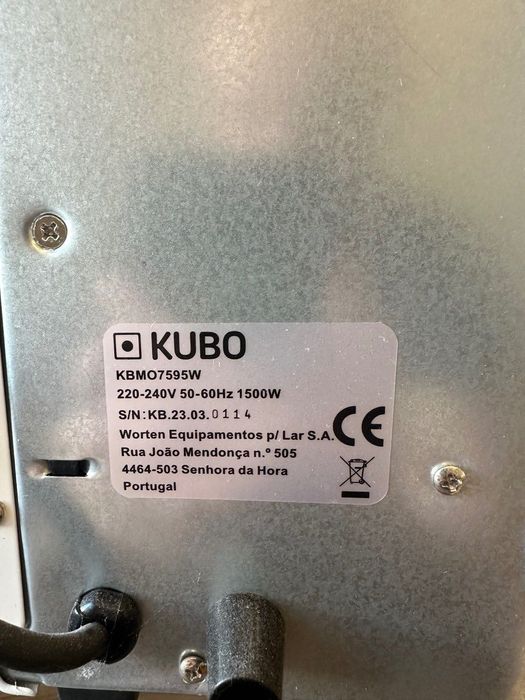 KUBO
KBMO7595W
220-240V 50-60Hz 1500W
S/N:KB.23.03.0114
Worten Equipamentos p/ Lar S.A.
Rua João Mendonça n.º 505
4464-503 Senhora da Hora
Portugal
CE